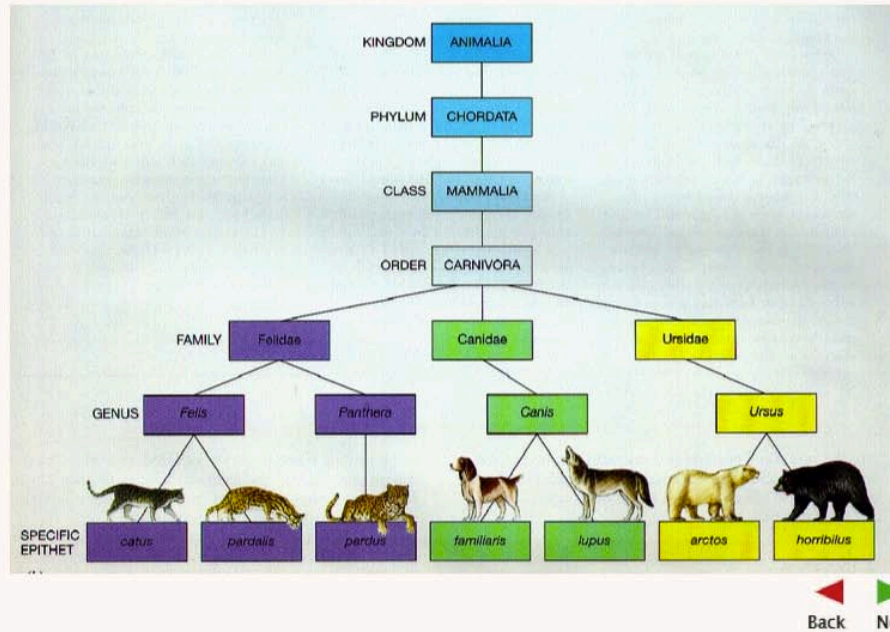 KINGDOM ANIMALIA
PHYLUM CHORDATA
CLASS MAMMALIA
ORDER CARNIVORA
FAMILY Felidae Canidae Ursidae
GENUS Felis Panthera Canis Ursus
SPECIFIC
EPITHET catus pardalis pardus familiaris lupus arctos horribilus
Back